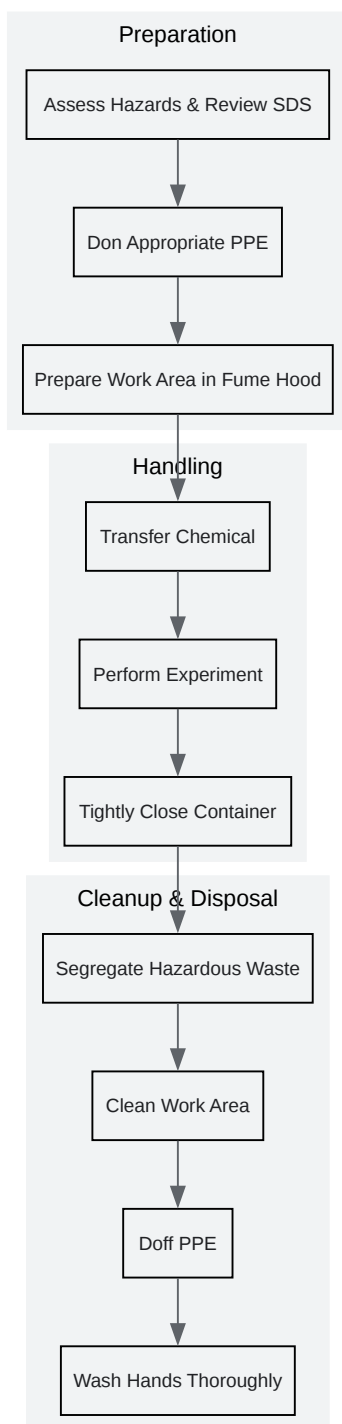 Preparation
Assess Hazards & Review SDS
Don Appropriate PPE
Prepare Work Area in Fume Hood
Handling
Transfer Chemical
Perform Experiment
Tightly Close Container
Cleanup & Disposal
Segregate Hazardous Waste
Clean Work Area
Doff PPE
Wash Hands Thoroughly